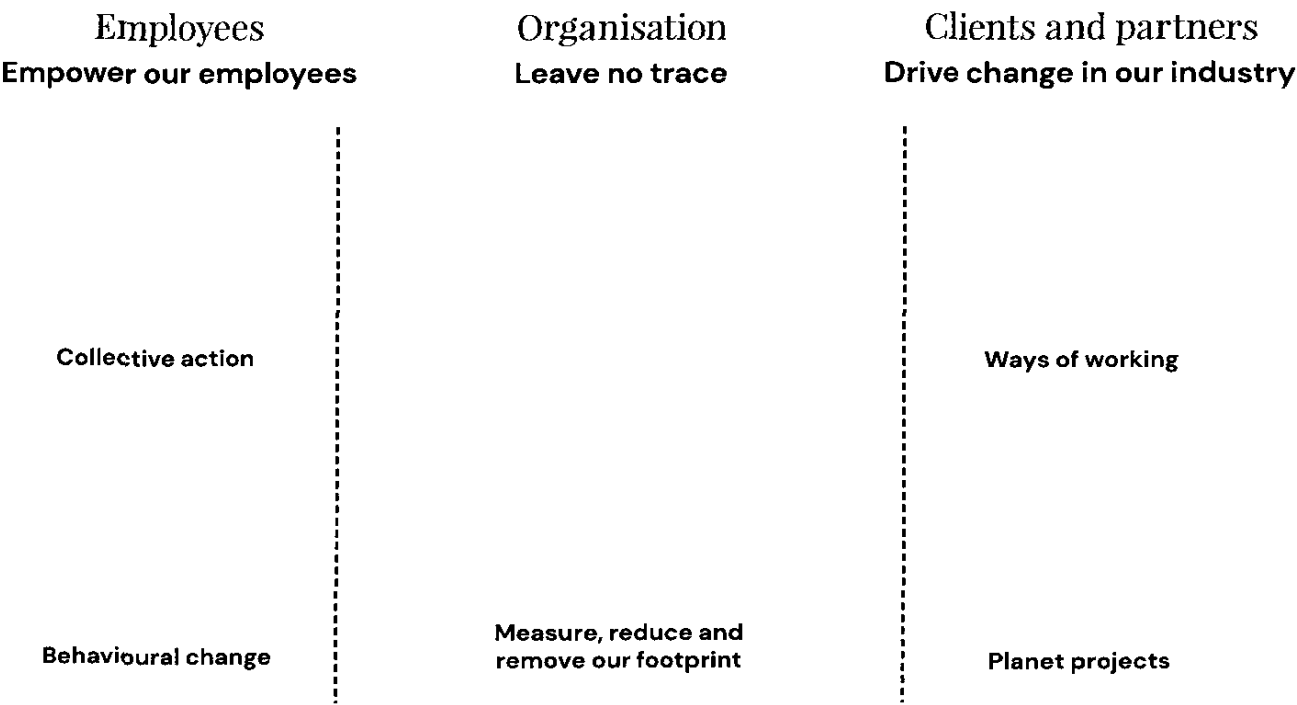 Employees
Empower our employees
Organisation
Leave no trace
Clients and partners
Drive change in our industry
Collective action
Ways of working
Behavioural change
Measure, reduce and
remove our footprint
Planet projects